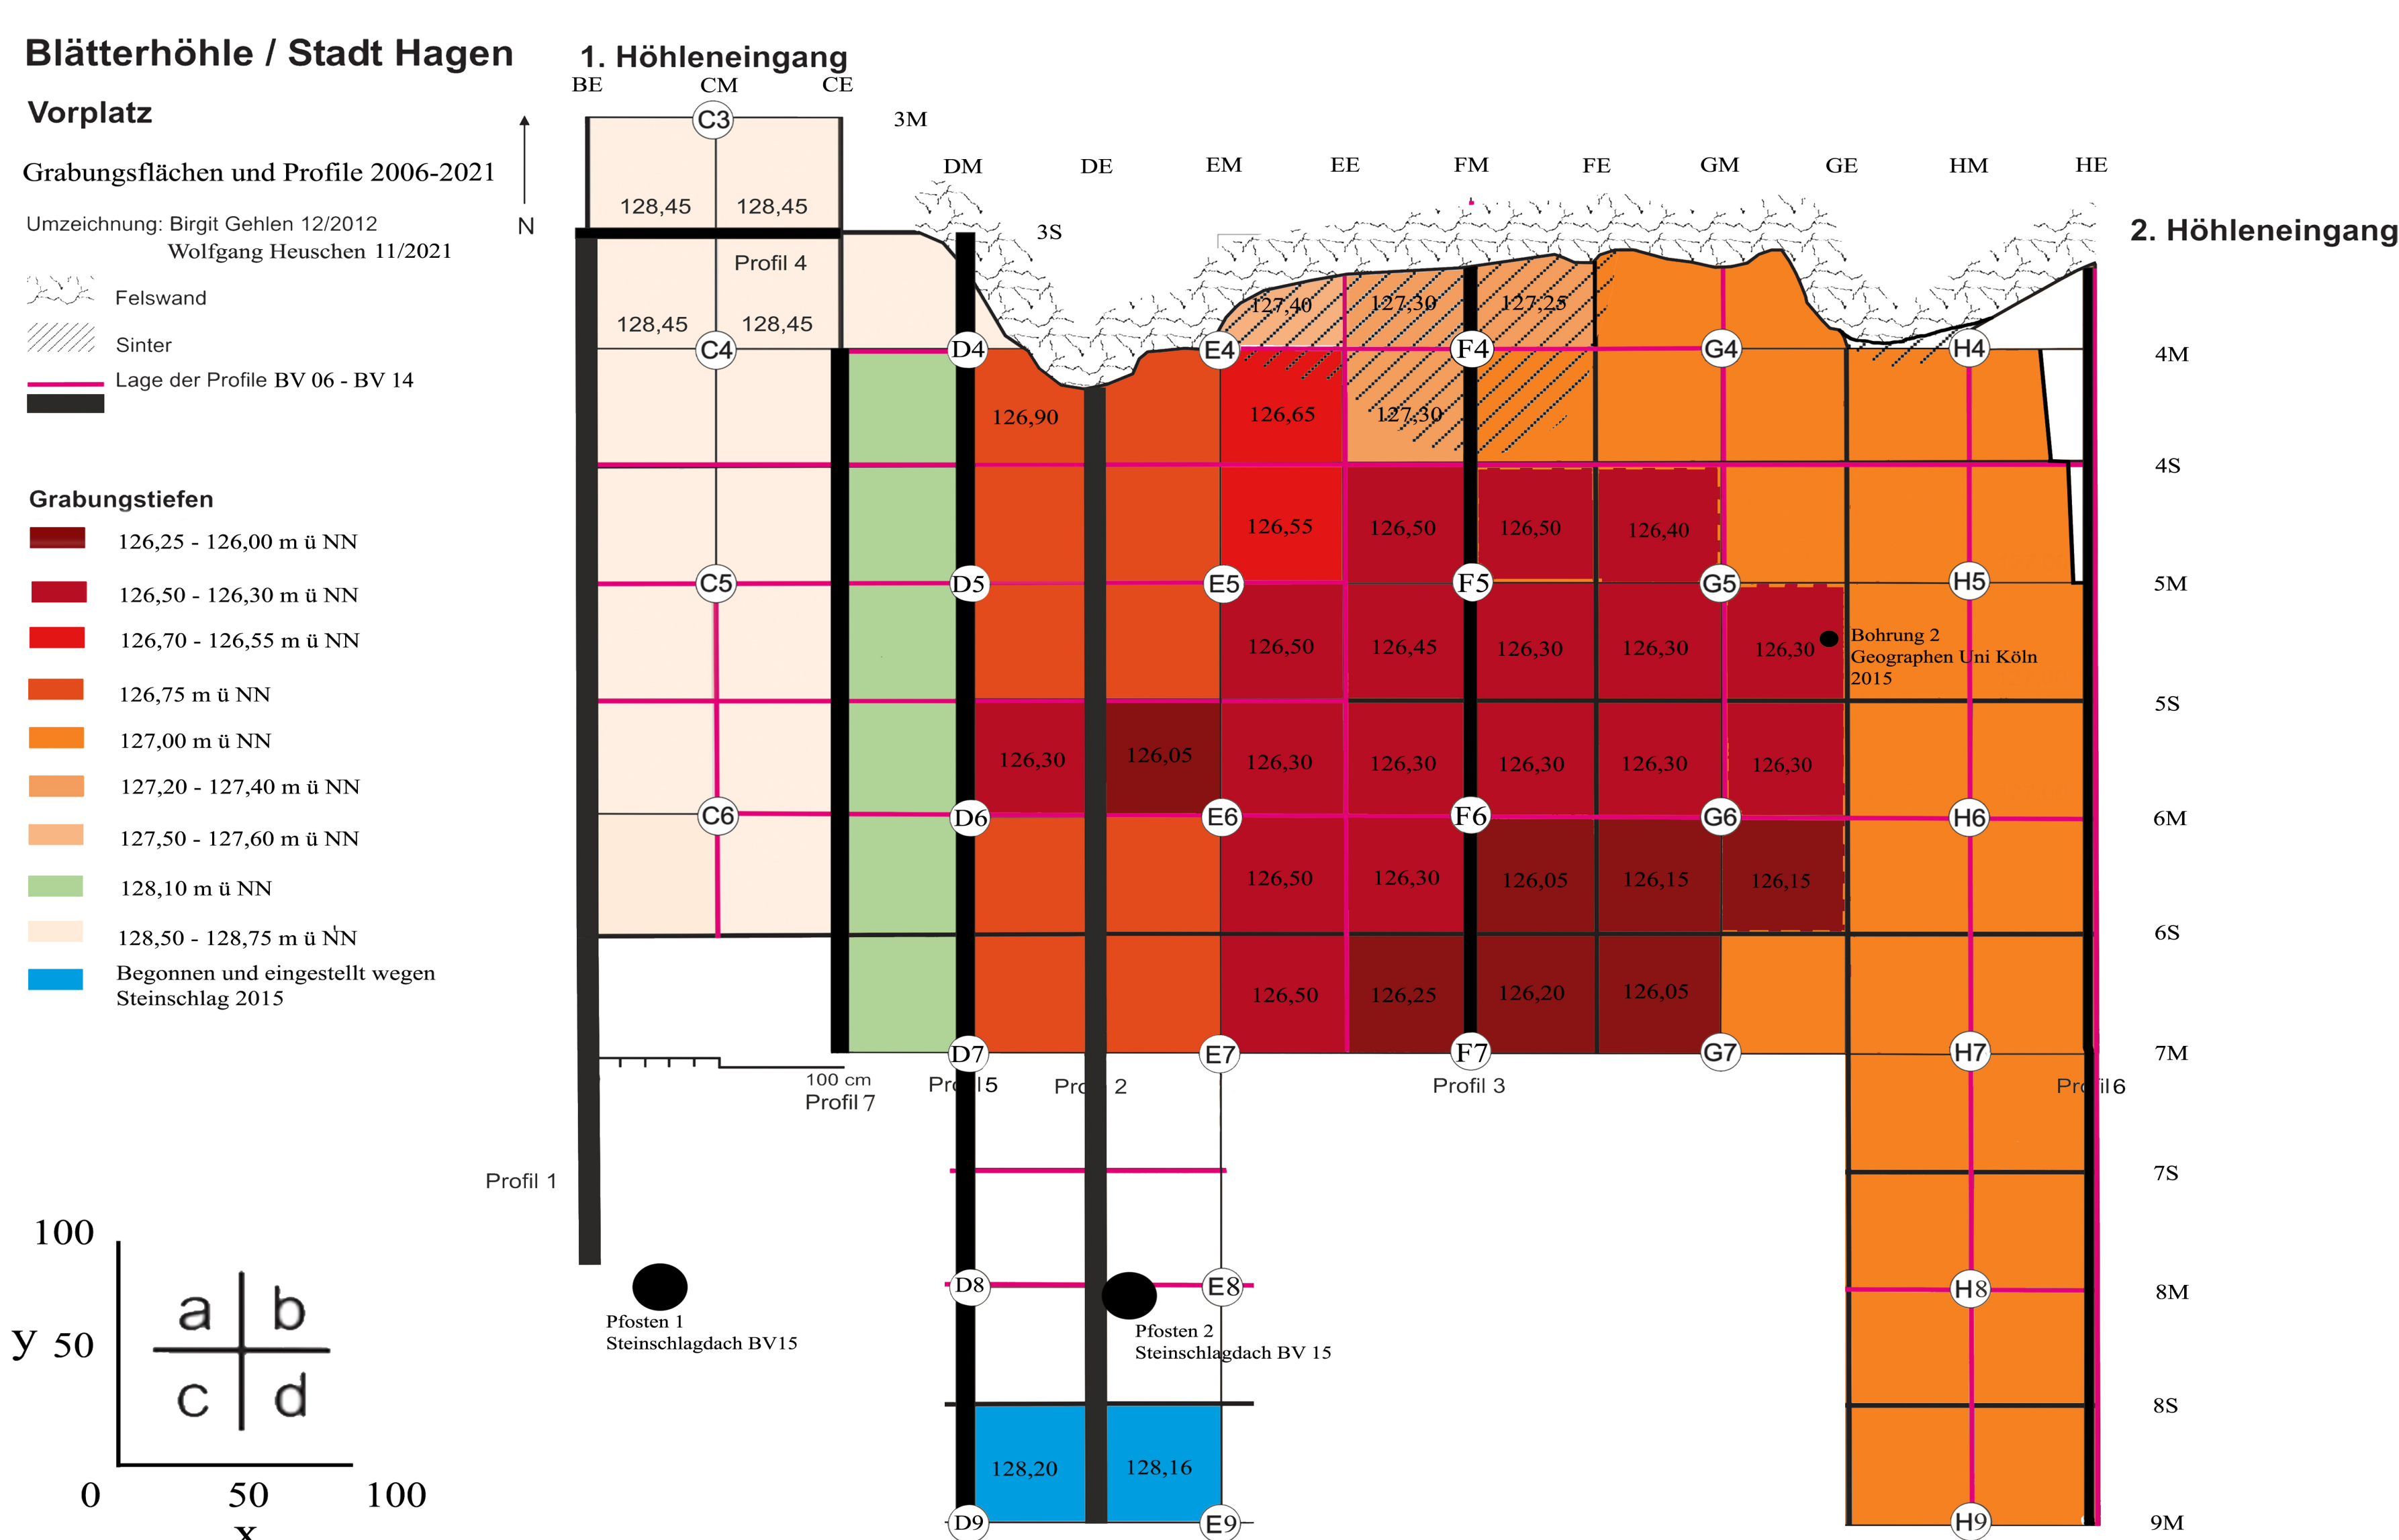 Blätterhöhle / Stadt Hagen
Vorplatz
Grabungsflächen und Profile 2006-2021
Umzeichnung: Birgit Gehlen 12/2012
Wolfgang Heuschen 11/2021
Felswand
Sinter
Lage der Profile BV 06 - BV 14
N
Grabungstiefen
126,25 - 126,00 m ü NN
126,50 - 126,30 m ü NN
126,70 - 126,55 m ü NN
126,75 m ü NN
127,00 m ü NN
127,20 - 127,40 m ü NN
127,50 - 127,60 m ü NN
128,10 m ü NN
128,50 - 128,75 m ü NN
Begonnen und eingestellt wegen
Steinschlag 2015
100
y 50
a b
c d
0 50 100
x
1. Höhleneingang
BE CM CE
C3 3M
DM DE EM EE FM FE GM GE HM HE
128,45 128,45
3S
2. Höhleneingang
Profil 4
127,40 127,30 127,25
128,45 128,45
C4 D4 E4 F4 G4 H4 4M
126,90 126,65 127,30
4S
126,55 126,50 126,50 126,40
C5 D5 E5 F5 G5 H5 5M
126,50 126,45 126,30 126,30 126,30
Bohrung 2
Geographen Uni Köln
2015
5S
126,30 126,05 126,30 126,30 126,30 126,30 126,30
C6 D6 E6 F6 G6 H6 6M
126,50 126,30 126,05 126,15 126,15
6S
126,50 126,25 126,20 126,05
D7 E7 F7 G7 H7 7M
100 cm
Profil 7
Prof l 5
Pro 2
Profil 3
Profil 6
Profil 1
7S
D8 E8 H8 8M
Pfosten 1
Steinschlagdach BV15
Pfosten 2
Steinschlagdach BV 15
8S
128,20 128,16
D9 E9 H9 9M